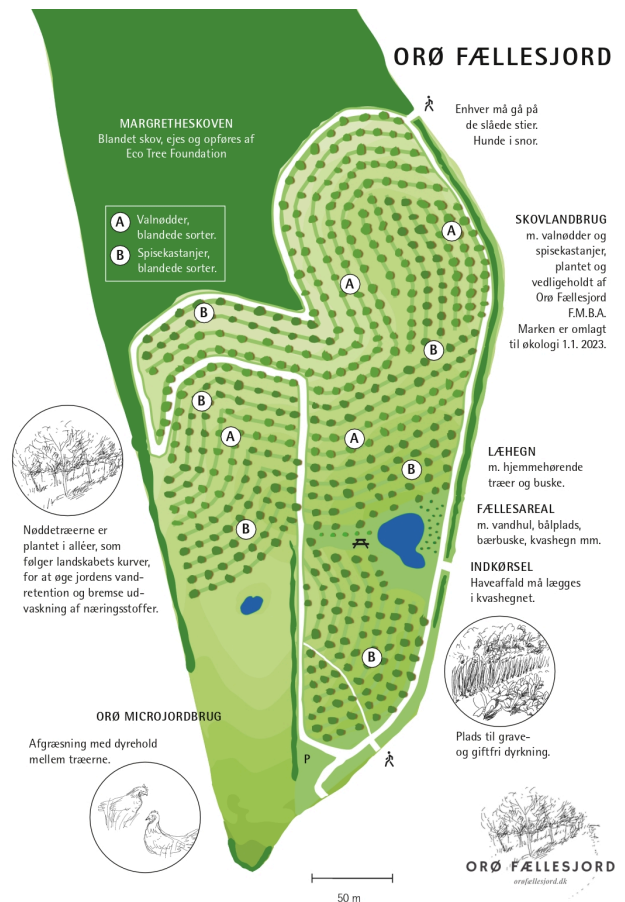 ORØ FÆLLESJORD
Enhver må gå på
de slåede stier.
Hunde i snor.
MARGRETHESKOVEN
Blandet skov, ejes og opføres af
Eco Tree Foundation
A Valnødder,
blandede sorter.
B Spisekastanjer,
blandede sorter.
SKOVLANDBRUG
m. valnødder og
spisekastanjer,
plantet og
vedligeholdt af
Orø Fællesjord
F.M.B.A.
Marken er omlagt
til økologi 1.1. 2023.
A
A
B
B
B
A
A
B
B
B
LÆHEGN
m. hjemmehørende
træer og buske.
FÆLLESAREAL
m. vandhul, bålplads,
bærbuske, kvashegn mm.
INDKØRSEL
Haveaffald må lægges
i kvashegnet.
Nøddetræerne er
plantet i alléer, som
følger landskabets kurver,
for at øge jordens vand-
retention og bremse ud-
vaskning af næringsstoffer.
Plads til grave-
og giftfri dyrkning.
ORØ MICROJORDBRUG
Afgræsning med dyrehold
mellem træerne.
P
50 m
ORØ FÆLLESJORD
orøfællesjord.dk